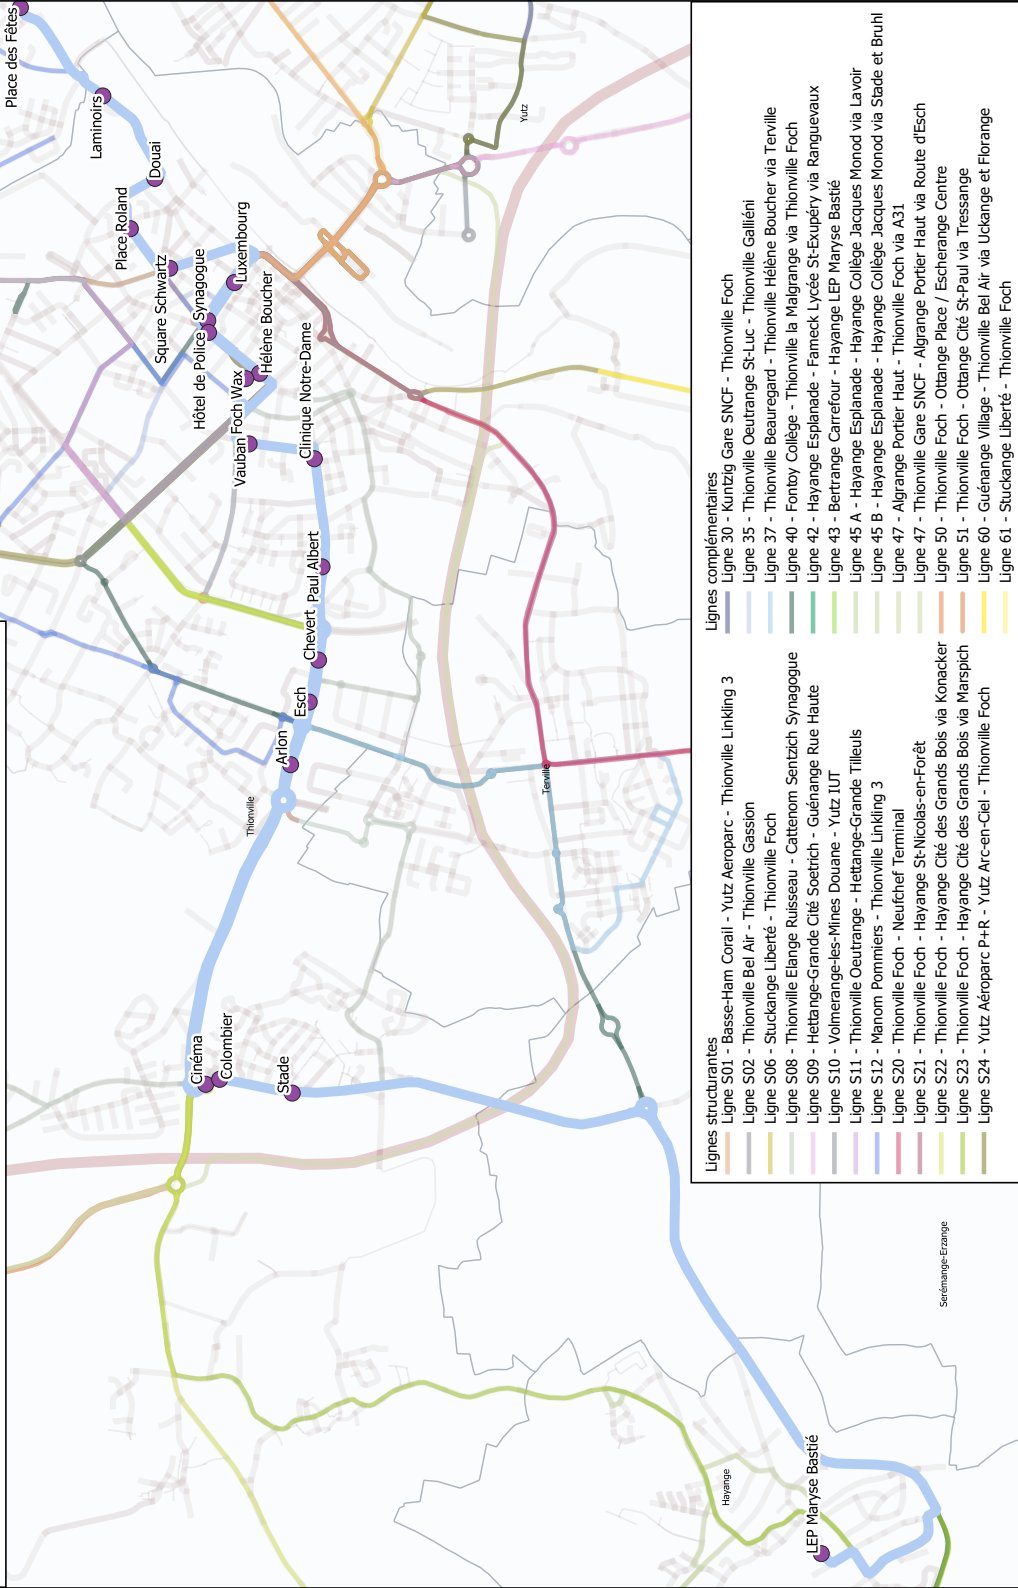 Place des Fêtes
Laminoirs
Douai
Place Roland
Square Schwartz
Luxembourg
Synagogue
Hôtel de Police
Hélène Boucher
Foch Wax
Vauban
Clinique Notre-Dame
Paul Albert
Chevert
Esch
Arlon
Thionville
Yutz
Terville
Cinéma
Colombier
Stade
LEP Maryse Bastié
Hayange
Serémange-Erzange
Lignes structurantes
Ligne S01 - Basse-Ham Corail - Yutz Aeroparc - Thionville Linkling 3
Ligne S02 - Thionville Bel Air - Thionville Gassion
Ligne S06 - Stuckange Liberté - Thionville Foch
Ligne S08 - Thionville Elange Ruisseau - Cattenom Sentzich Synagogue
Ligne S09 - Hettange-Grande Cité Soetrich - Guénange Rue Haute
Ligne S10 - Volmerange-les-Mines Douane - Yutz IUT
Ligne S11 - Thionville Oeutrange - Hettange-Grande Tilleuls
Ligne S12 - Manom Pommiers - Thionville Linkling 3
Ligne S20 - Thionville Foch - Neufchef Terminal
Ligne S21 - Thionville Foch - Hayange St-Nicolas-en-Forêt
Ligne S22 - Thionville Foch - Hayange Cité des Grands Bois via Konacker
Ligne S23 - Thionville Foch - Hayange Cité des Grands Bois via Marspich
Ligne S24 - Yutz Aéroparc P+R - Yutz Arc-en-Ciel - Thionville Foch
Lignes complémentaires
Ligne 30 - Kuntzig Gare SNCF - Thionville Foch
Ligne 35 - Thionville Oeutrange St-Luc - Thionville Galliéni
Ligne 37 - Thionville Beauregard - Thionville Hélène Boucher via Terville
Ligne 40 - Fontoy Collège - Thionville la Malgrange via Thionville Foch
Ligne 42 - Hayange Esplanade - Fameck Lycée St-Exupéry via Ranguevaux
Ligne 43 - Bertrange Carrefour - Hayange LEP Maryse Bastié
Ligne 45 A - Hayange Esplanade - Hayange Collège Jacques Monod via Lavoir
Ligne 45 B - Hayange Esplanade - Hayange Collège Jacques Monod via Stade et Bruhl
Ligne 47 - Algrange Portier Haut - Thionville Foch via A31
Ligne 47 - Thionville Gare SNCF - Algrange Portier Haut via Route d'Esch
Ligne 50 - Thionville Foch - Ottange Place / Escherange Centre
Ligne 51 - Thionville Foch - Ottange Cité St-Paul via Tressange
Ligne 60 - Guénange Village - Thionville Bel Air via Uckange et Florange
Ligne 61 - Stuckange Liberté - Thionville Foch